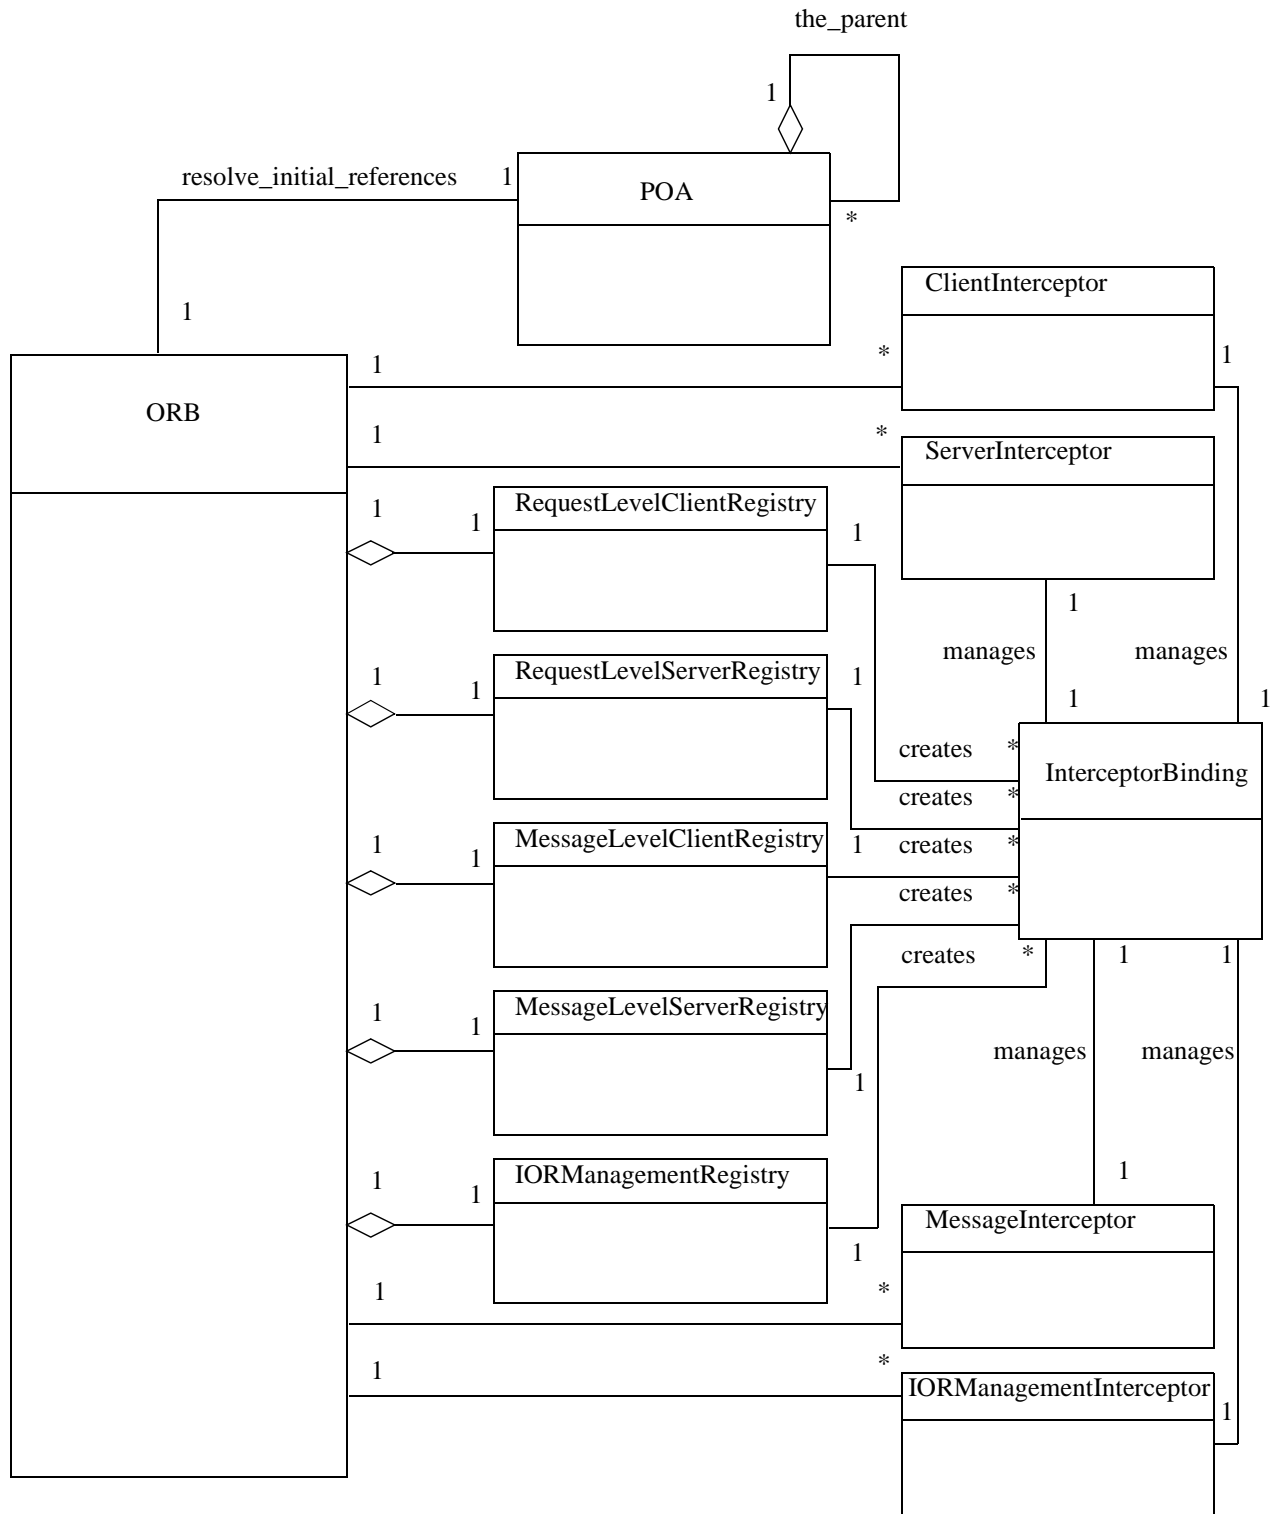 the_parent
1
resolve_initial_references 1
POA
*
ClientInterceptor
1
1 * 1
ORB
1 *
ServerInterceptor
1 1
RequestLevelClientRegistry
1
1
manages manages
1 1
RequestLevelServerRegistry
1
1 1
creates *
InterceptorBinding
creates *
1 1
MessageLevelClientRegistry
1
creates *
creates *
creates * 1 1
1 1
MessageLevelServerRegistry
manages manages
1
1 1
IORManagementRegistry
1
MessageInterceptor
1
1 *
1 *
IORManagementInterceptor
1